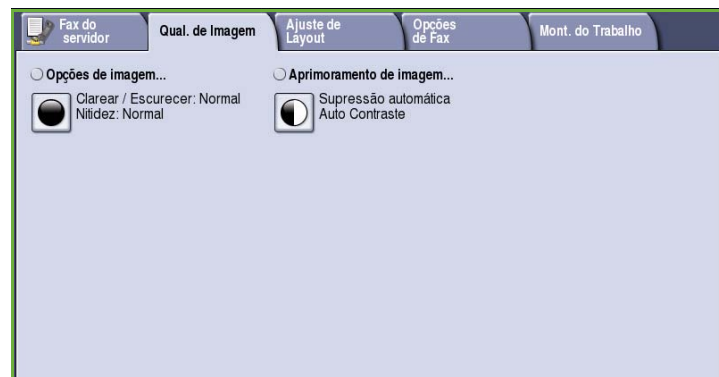 Fax do
servidor
Qual. de Imagem
Ajuste de
Layout
Opções
de Fax
Mont. do Trabalho
Opções de imagem...
Clarear / Escurecer: Normal
Nitidez: Normal
Aprimoramento de imagem...
Supressão automática
Auto Contraste